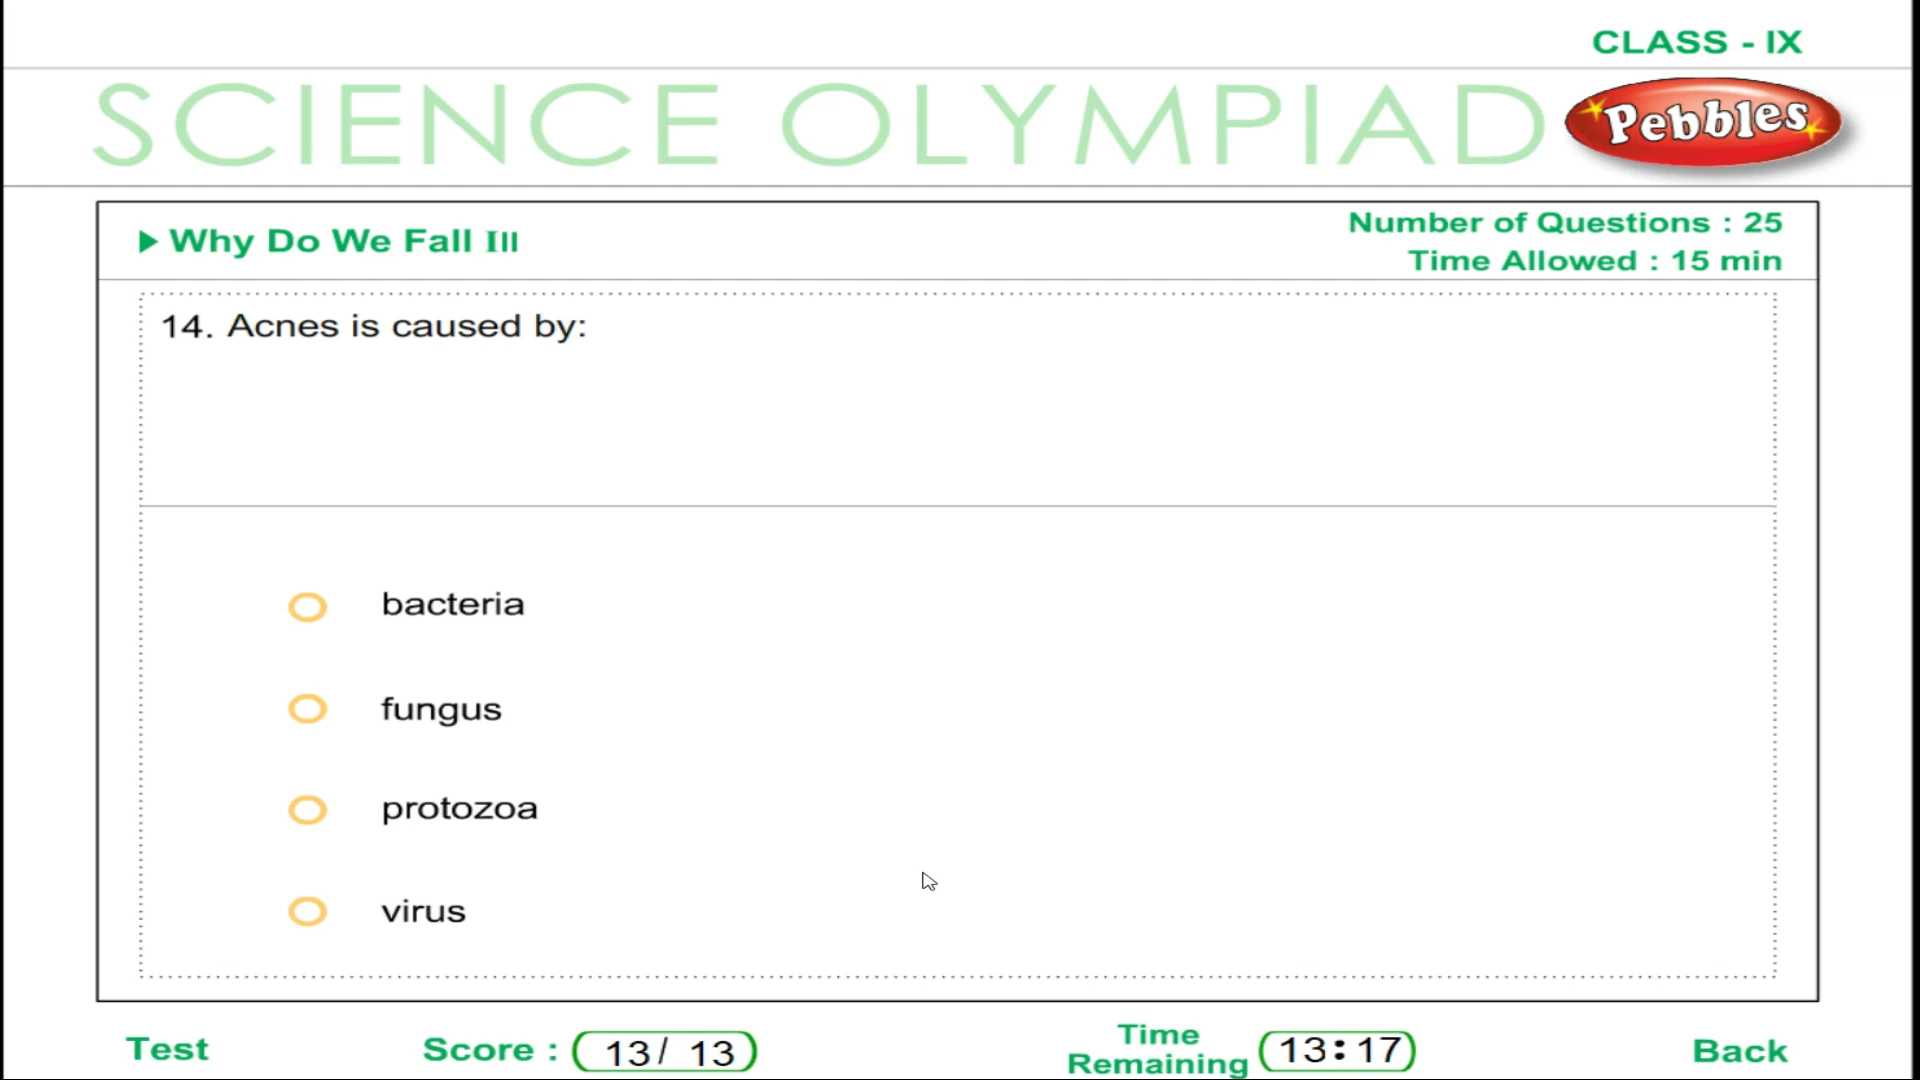 CLASS - IX
SCIENCE OLYMPIAD
Pebbles
Why Do We Fall Ill
Number of Questions : 25
Time Allowed : 15 min
14. Acnes is caused by:
bacteria
fungus
protozoa
virus
Test
Score : 13/ 13
Time
Remaining 13:17
Back